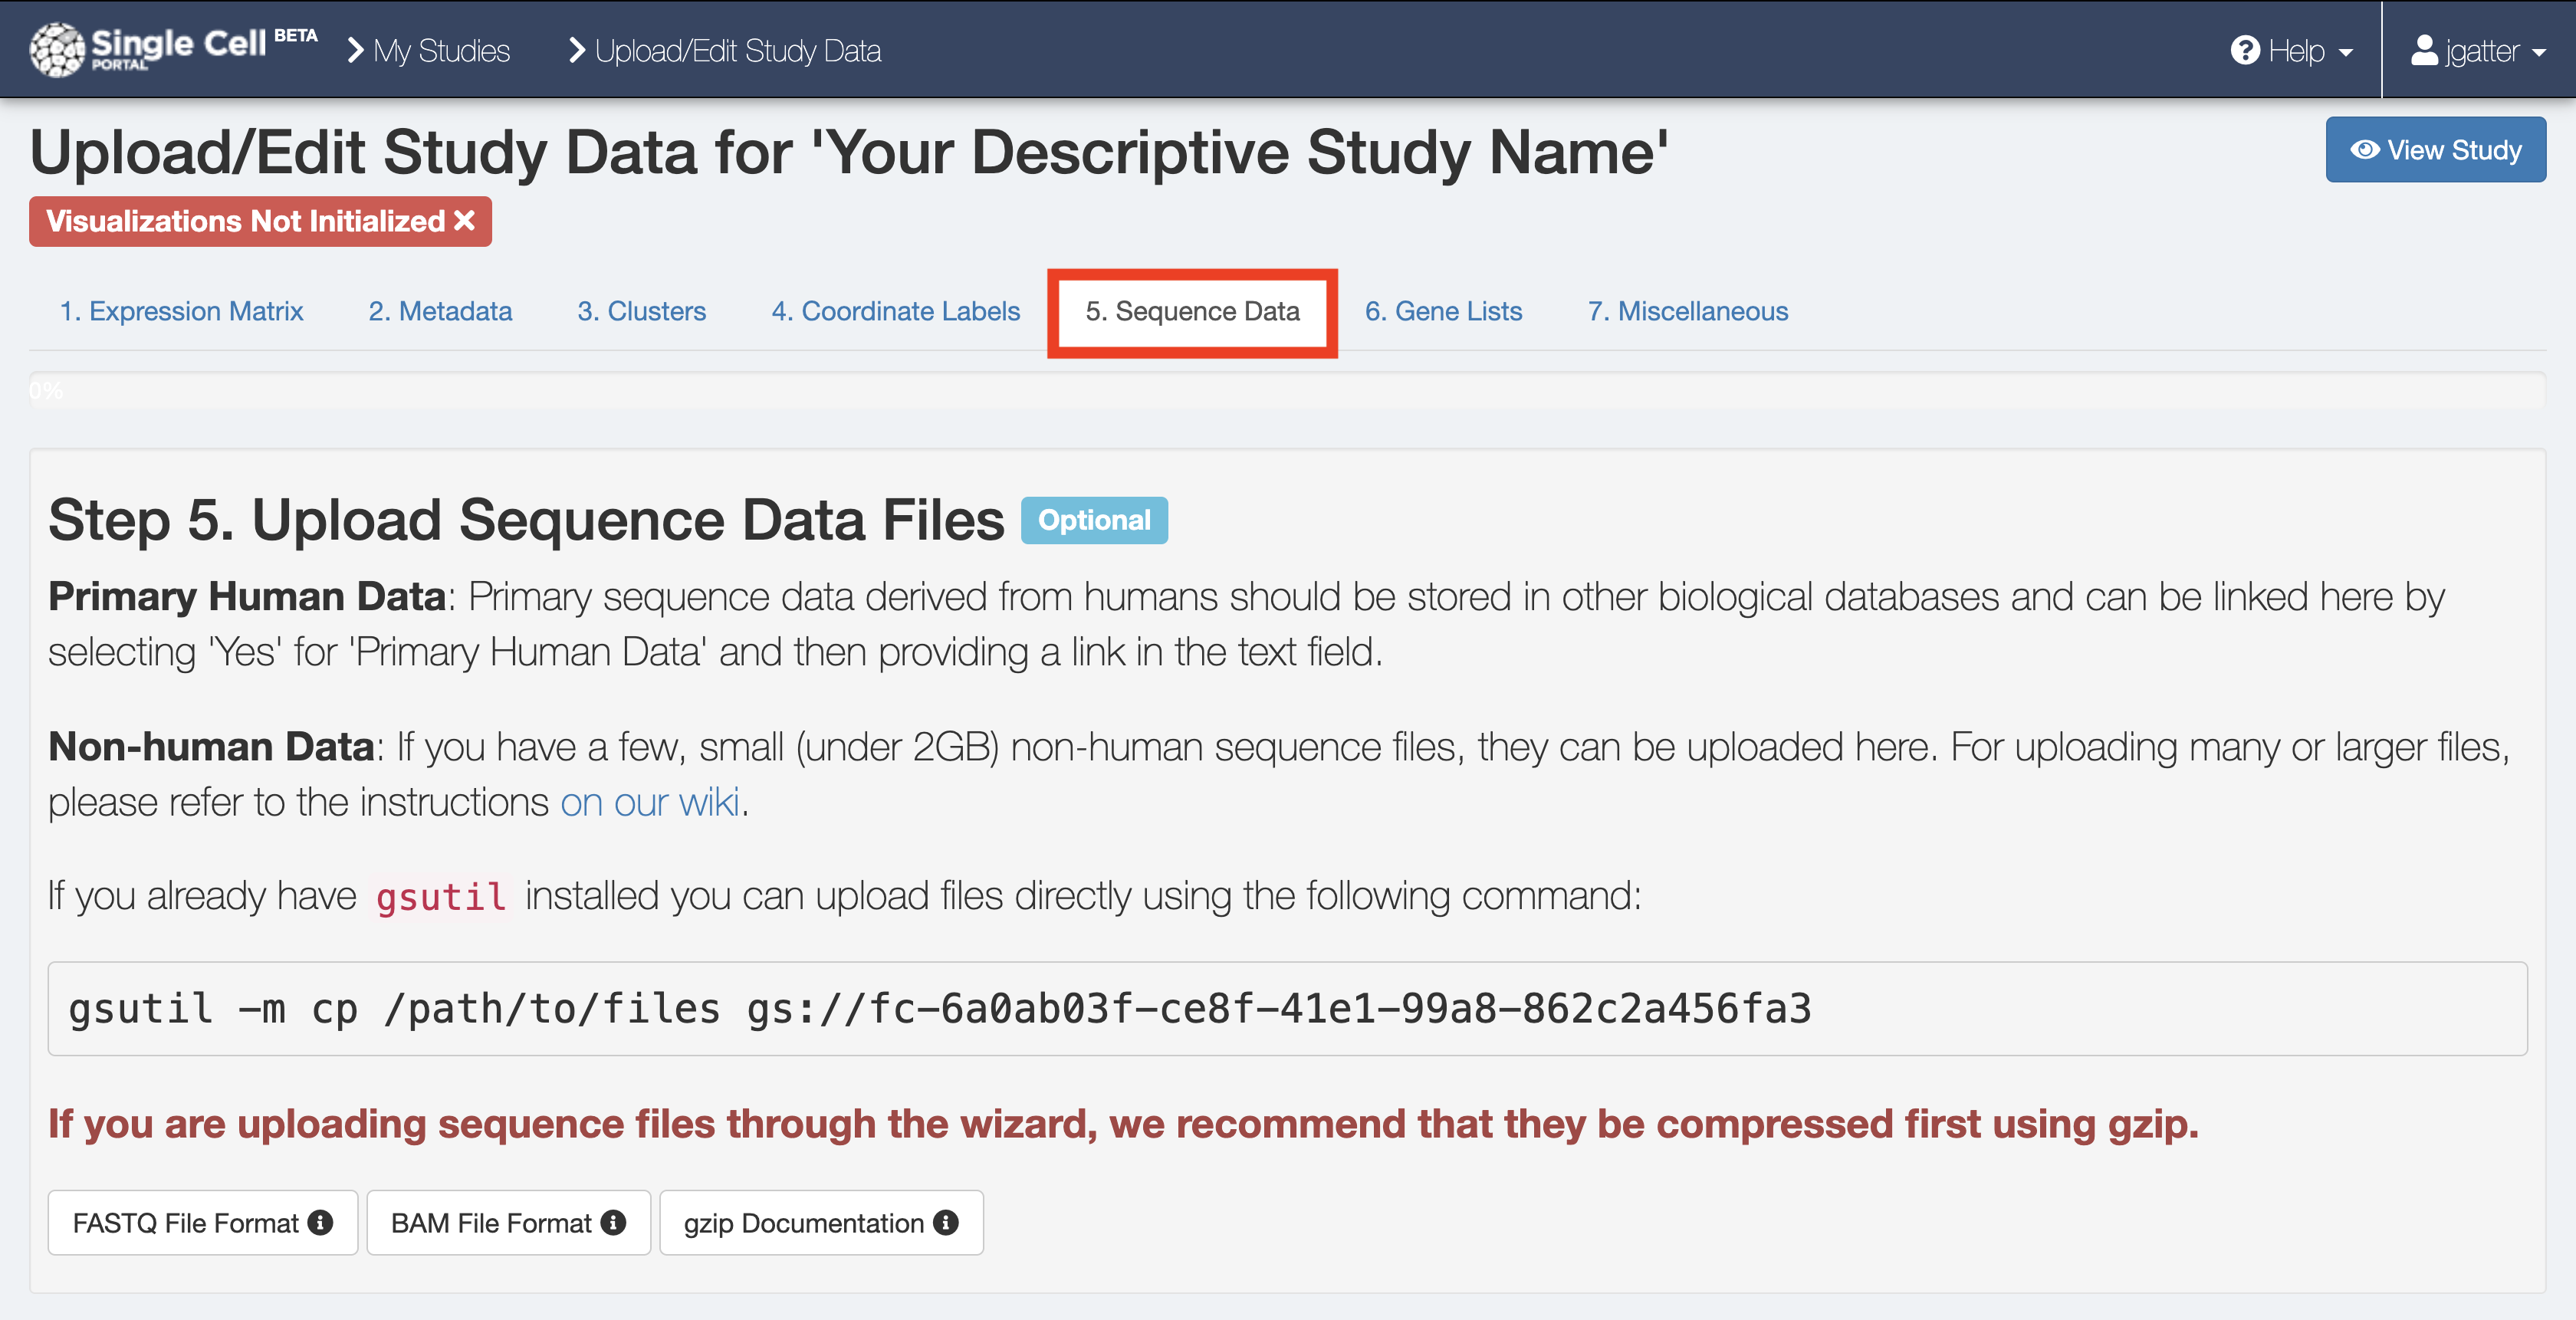 Single Cell BETA
PORTAL
My Studies
Upload/Edit Study Data
Help
jgatter
Upload/Edit Study Data for 'Your Descriptive Study Name'
View Study
Visualizations Not Initialized
1. Expression Matrix
2. Metadata
3. Clusters
4. Coordinate Labels
5. Sequence Data
6. Gene Lists
7. Miscellaneous
0%
Step 5. Upload Sequence Data Files Optional
Primary Human Data: Primary sequence data derived from humans should be stored in other biological databases and can be linked here by
selecting 'Yes' for 'Primary Human Data' and then providing a link in the text field.
Non-human Data: If you have a few, small (under 2GB) non-human sequence files, they can be uploaded here. For uploading many or larger files,
please refer to the instructions on our wiki.
If you already have gsutil installed you can upload files directly using the following command:
gsutil -m cp /path/to/files gs://fc-6a0ab03f-ce8f-41e1-99a8-862c2a456fa3
If you are uploading sequence files through the wizard, we recommend that they be compressed first using gzip.
FASTQ File Format
BAM File Format
gzip Documentation